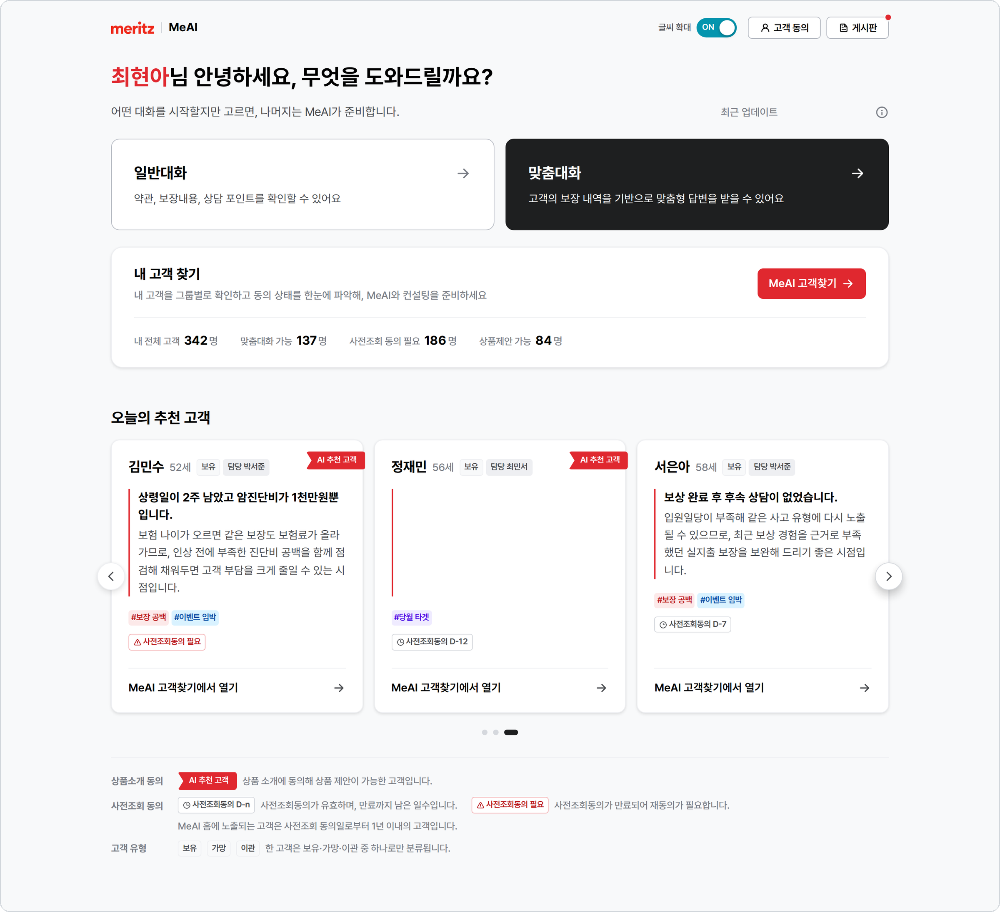 meritz MeAI
글씨 확대 ON 고객 동의 게시판
최현아님 안녕하세요, 무엇을 도와드릴까요?
어떤 대화를 시작할지만 고르면, 나머지는 MeAI가 준비합니다.
최근 업데이트
일반대화
약관, 보장내용, 상담 포인트를 확인할 수 있어요
맞춤대화
고객의 보장 내역을 기반으로 맞춤형 답변을 받을 수 있어요
내 고객 찾기
내 고객을 그룹별로 확인하고 동의 상태를 한눈에 파악해, MeAI와 컨설팅을 준비하세요
MeAI 고객찾기
내 전체 고객 342명 맞춤대화 가능 137명 사전조회 동의 필요 186명 상품제안 가능 84명
오늘의 추천 고객
AI 추천 고객
김민수 52세 보유 담당 박서준
상령일이 2주 남았고 암진단비가 1천만원뿐
입니다.
보험 나이가 오르면 같은 보장도 보험료가 올라
가므로, 인상 전에 부족한 진단비 공백을 함께 점
검해 채워두면 고객 부담을 크게 줄일 수 있는 시
점입니다.
#보장 공백 #이벤트 임박
사전조회동의 필요
MeAI 고객찾기에서 열기
AI 추천 고객
정재민 56세 보유 담당 최민서
#당월 타겟
사전조회동의 D-12
MeAI 고객찾기에서 열기
서은아 58세 보유 담당 박서준
보상 완료 후 후속 상담이 없었습니다.
입원일당이 부족해 같은 사고 유형에 다시 노출
될 수 있으므로, 최근 보상 경험을 근거로 부족
했던 실지출 보장을 보완해 드리기 좋은 시점입
니다.
#보장 공백 #이벤트 임박
사전조회동의 D-7
MeAI 고객찾기에서 열기
상품소개 동의 AI 추천 고객 상품 소개에 동의해 상품 제안이 가능한 고객입니다.
사전조회 동의 사전조회동의 D-n 사전조회동의가 유효하며, 만료까지 남은 일수입니다. 사전조회동의 필요 사전조회동의가 만료되어 재동의가 필요합니다.
MeAI 홈에 노출되는 고객은 사전조회 동의일로부터 1년 이내의 고객입니다.
고객 유형 보유 가망 이관 한 고객은 보유·가망·이관 중 하나로만 분류됩니다.